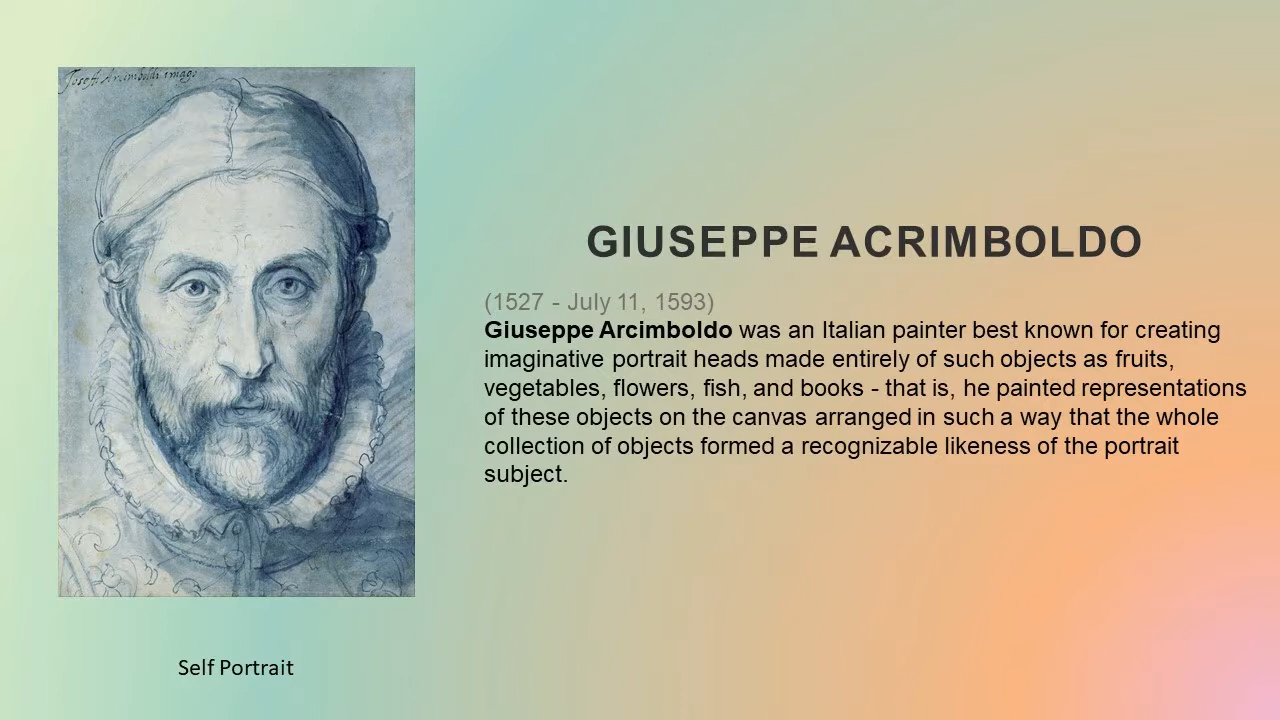 Joseph Arcimboldi imago
GIUSEPPE ACRIMBOLDO
(1527 - July 11, 1593)
Giuseppe Arcimboldo was an Italian painter best known for creating
imaginative portrait heads made entirely of such objects as fruits,
vegetables, flowers, fish, and books - that is, he painted representations
of these objects on the canvas arranged in such a way that the whole
collection of objects formed a recognizable likeness of the portrait
subject.
Self Portrait